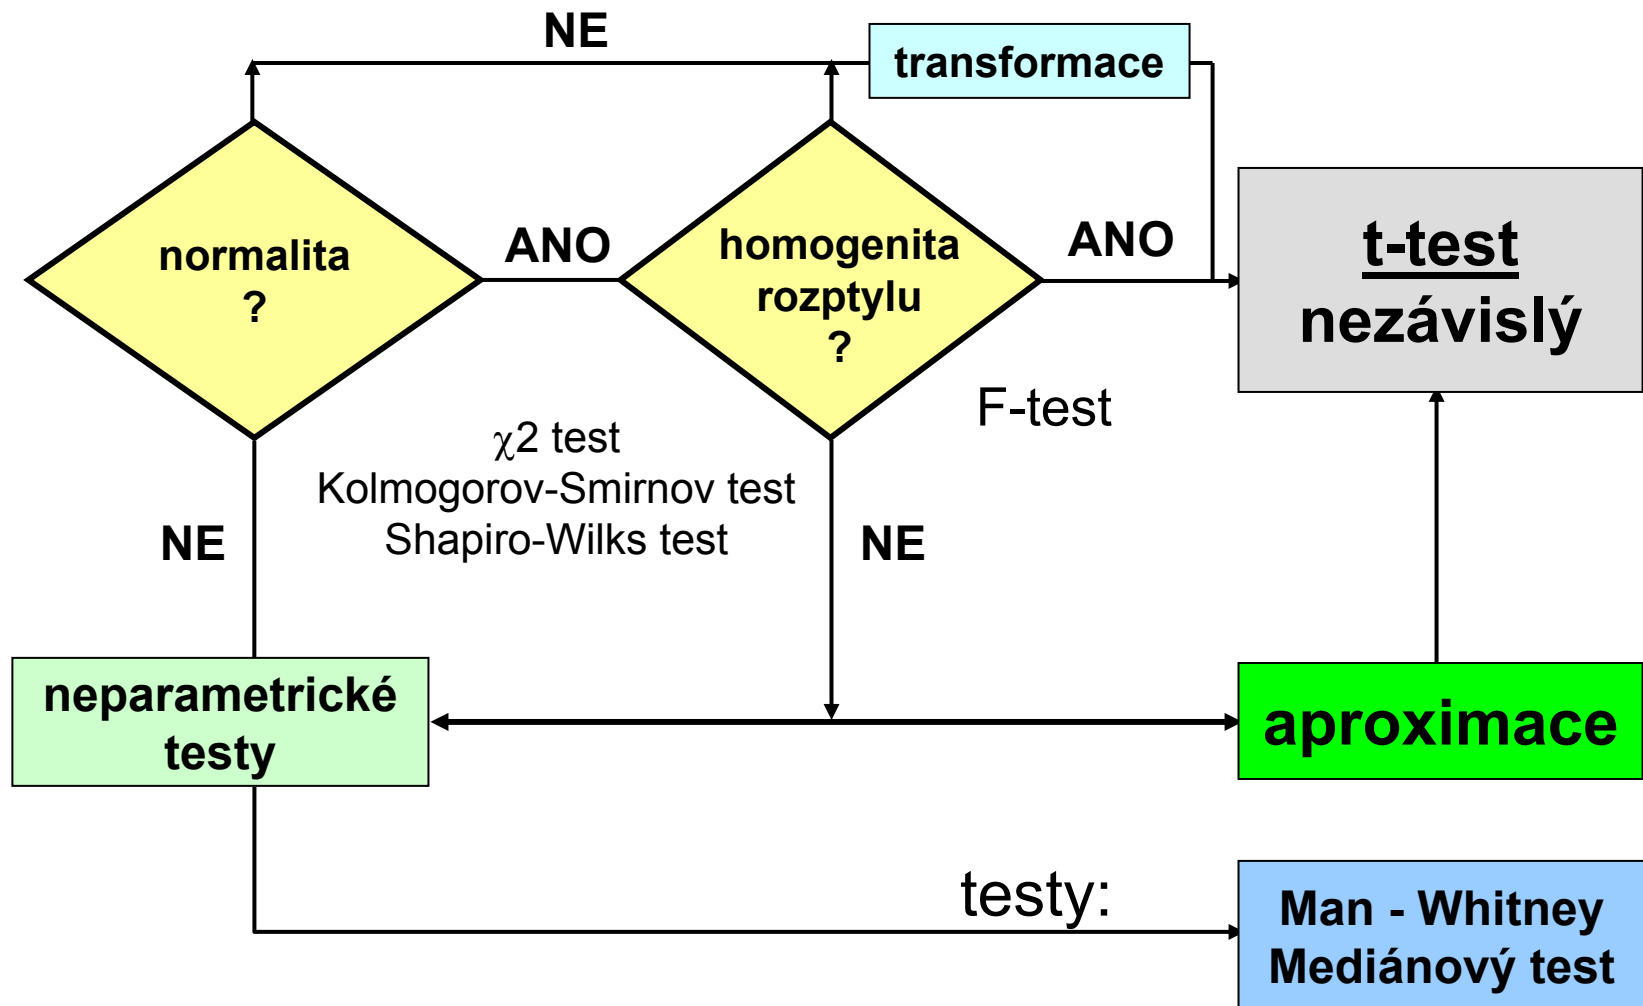 NE
transformace
normalita
?
ANO
homogenita
rozptylu
?
ANO
t-test
nezávislý
F-test
χ2 test
Kolmogorov-Smirnov test
Shapiro-Wilks test
NE
NE
neparametrické
testy
aproximace
testy:
Man - Whitney
Mediánový test